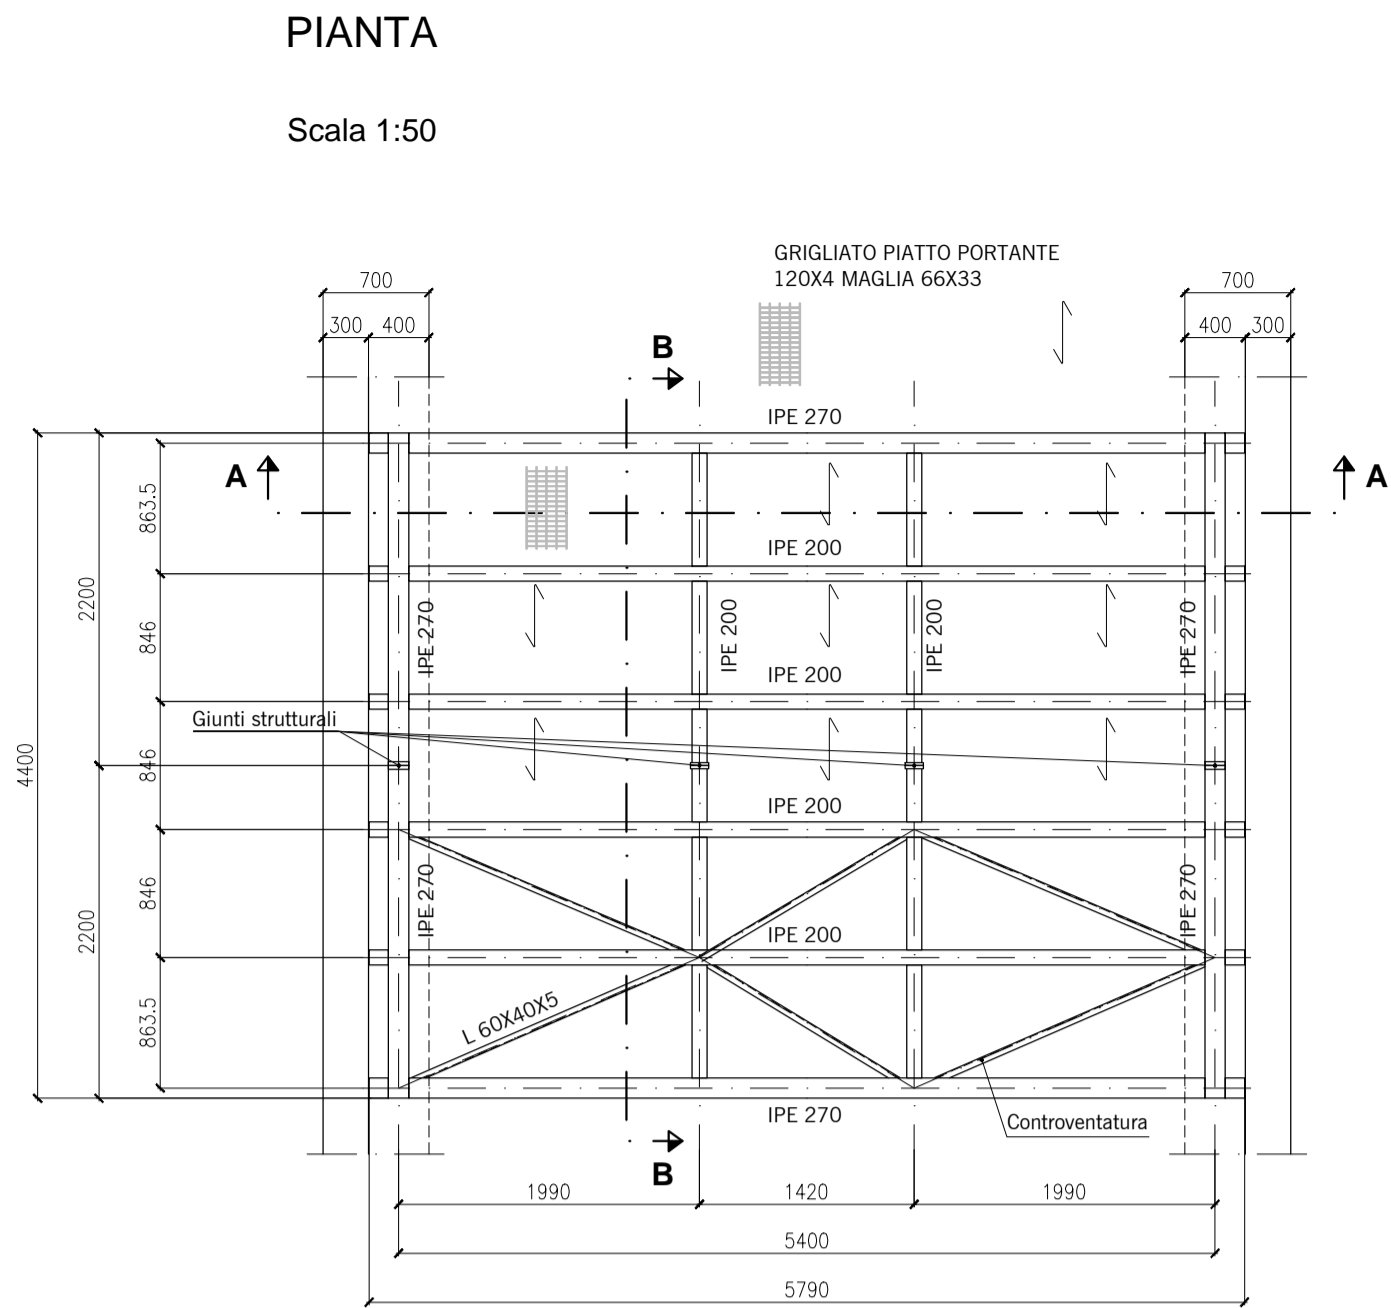 PIANTA
Scala 1:50
GRIGLIATO PIATTO PORTANTE
120X4 MAGLIA 66X33
700
700
300
400
400
300
B
IPE 270
A
A
863.5
IPE 200
2200
846
IPE 270
IPE 200
IPE 200
IPE 270
IPE 200
Giunti strutturali
4400
846
IPE 200
846
IPE 270
IPE 270
2200
IPE 200
863.5
L 60X40X5
IPE 270
Controventatura
B
1990
1420
1990
5400
5790